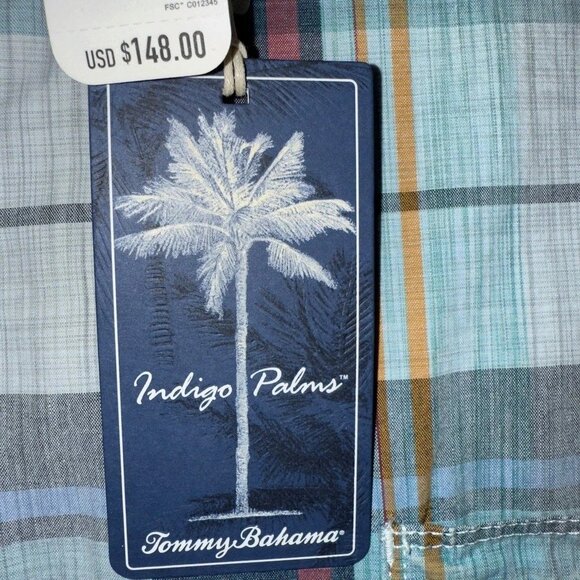 FSC® C012345
USD $148.00
Indigo Palms™
Tommy Bahama®